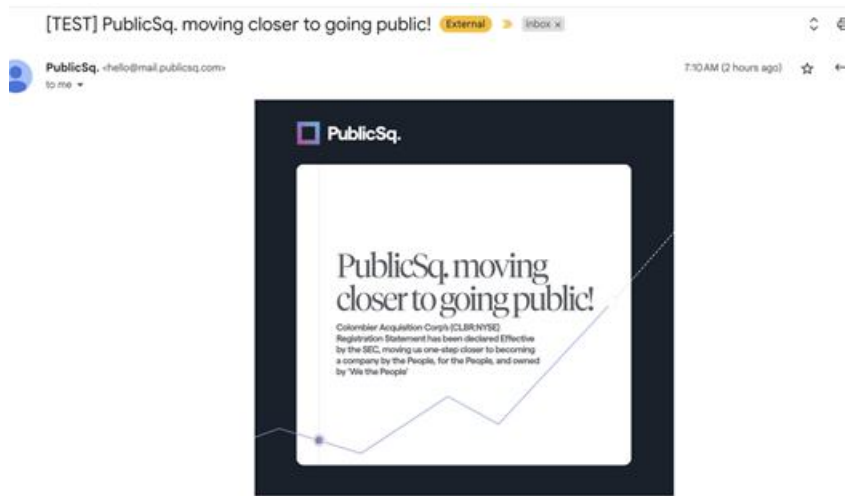 [TEST] PublicSq. moving closer to going public! External Inbox x
PublicSq. <hello@mail.publicsq.com> 7:10 AM (2 hours ago)
to me
PublicSq.
PublicSq. moving
closer to going public!
Colombier Acquisition Corp's (CLBR:NYSE)
Registration Statement has been declared Effective
by the SEC, moving us one-step closer to becoming
a company by the People, for the People, and owned
by 'We the People'